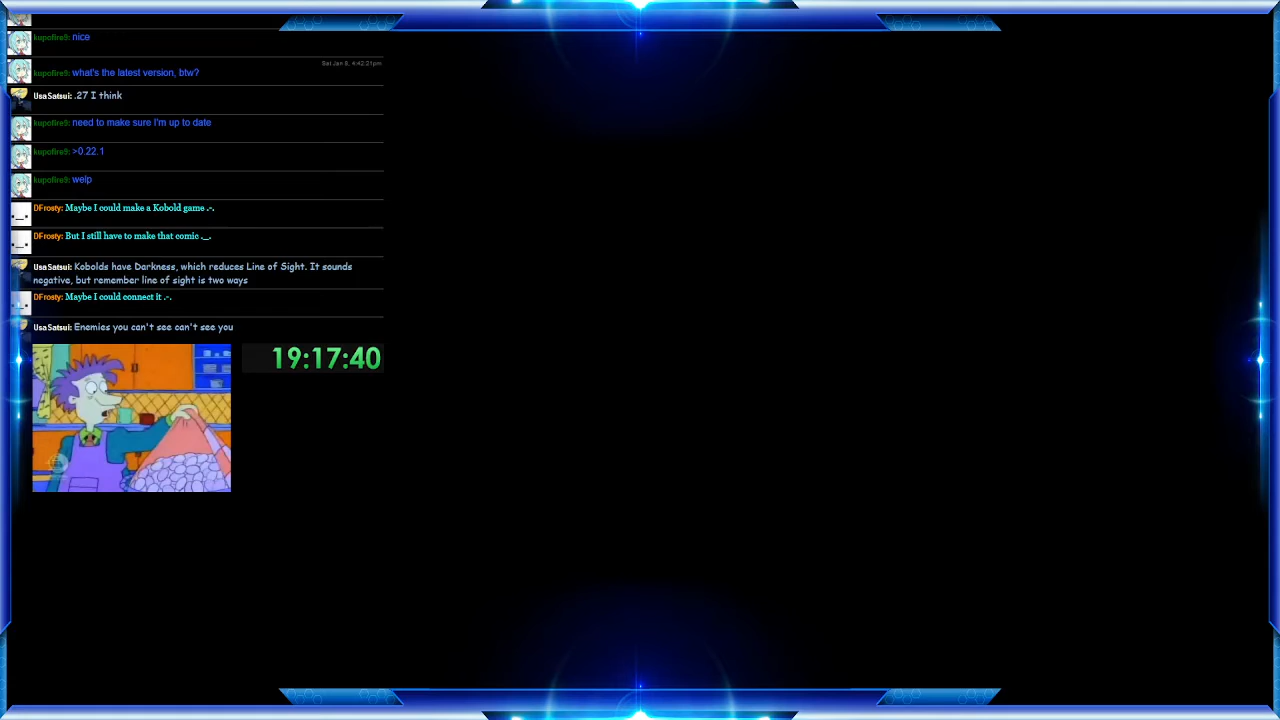 kupofire9: nice
Sat Jan 8, 4:42:21pm
kupofire9: what's the latest version, btw?
UsaSatsui: .27 I think
kupofire9: need to make sure I'm up to date
kupofire9: >0.22.1
kupofire9: welp
DFrosty: Maybe I could make a Kobold game .-.
DFrosty: But I still have to make that comic ._.
UsaSatsui: Kobolds have Darkness, which reduces Line of Sight. It sounds
negative, but remember line of sight is two ways
DFrosty: Maybe I could connect it .-.
UsaSatsui: Enemies you can't see can't see you
19:17:40